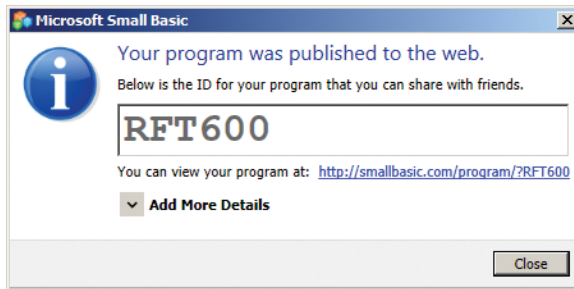 Microsoft Small Basic
Your program was published to the web.
Below is the ID for your program that you can share with friends.
RFT600
You can view your program at: http://smallbasic.com/program/?RFT600
Add More Details
Close